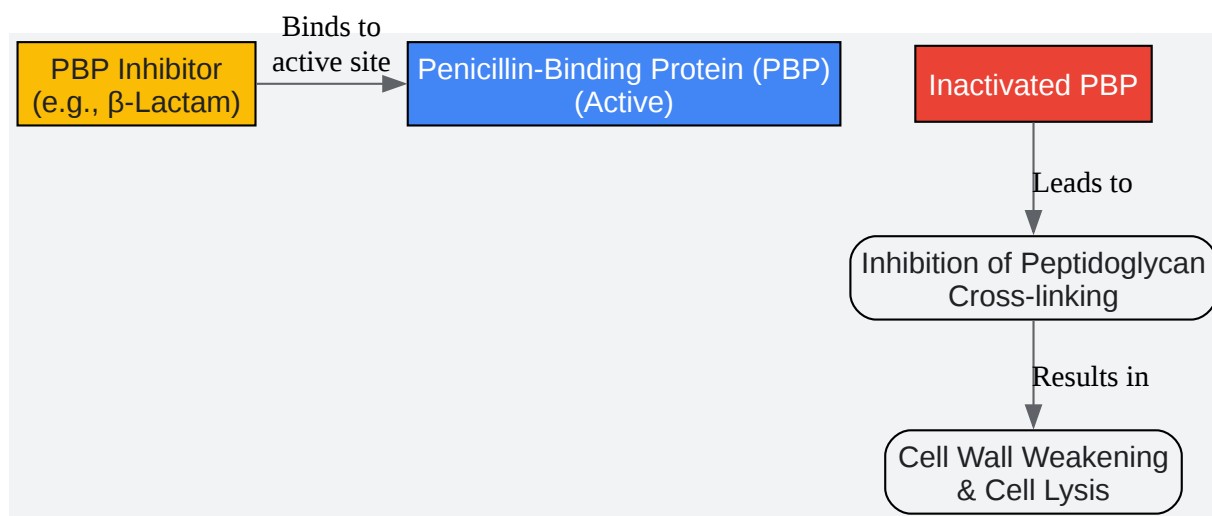 Binds to
active site
PBP Inhibitor
(e.g., β-Lactam)
Penicillin-Binding Protein (PBP)
(Active)
Inactivated PBP
Leads to
Inhibition of Peptidoglycan
Cross-linking
Results in
Cell Wall Weakening
& Cell Lysis